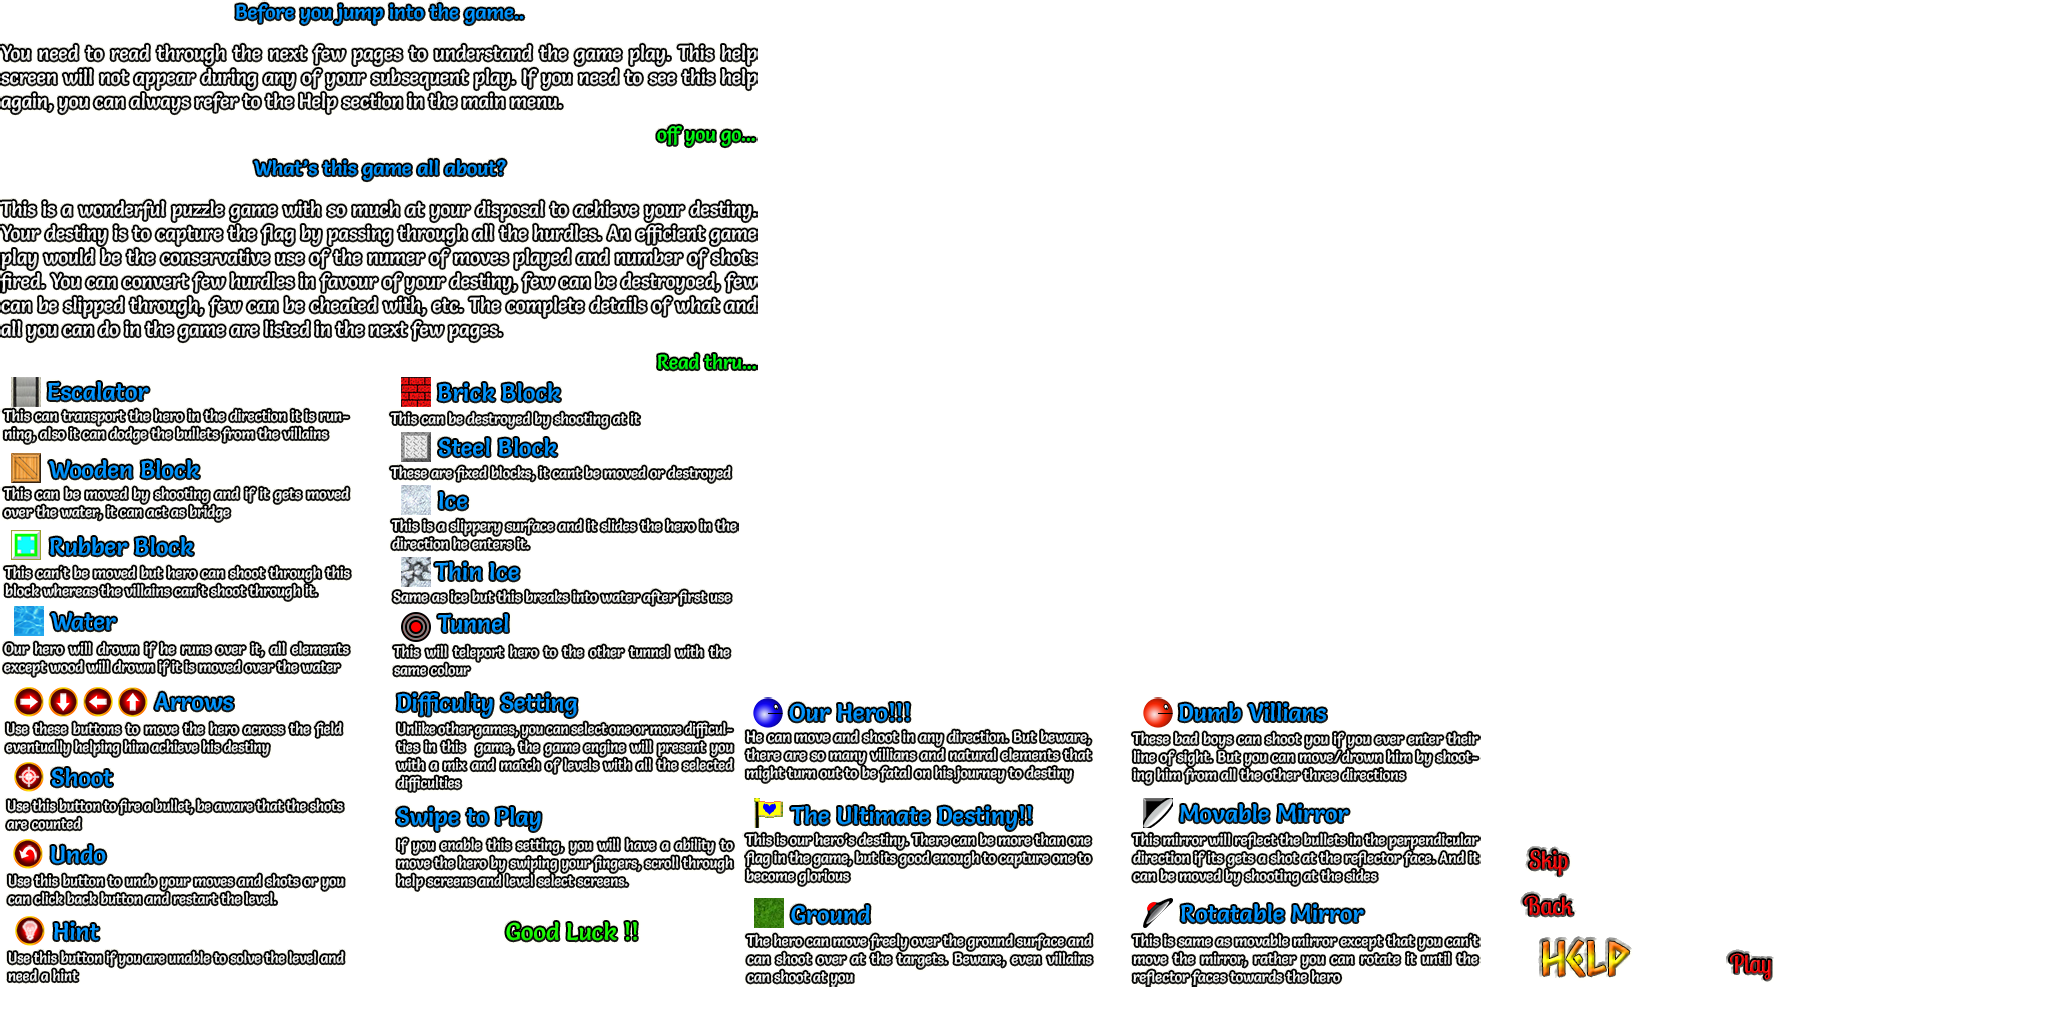 Before you jump into the game..
You need to read through the next few pages to understand the game play. This help
screen will not appear during any of your subsequent play. If you need to see this help
again, you can always refer to the Help section in the main menu.
off you go...
What's this game all about?
This is a wonderful puzzle game with so much at your disposal to achieve your destiny.
Your destiny is to capture the flag by passing through all the hurdles. An efficient game
play would be the conservative use of the numer of moves played and number of shots
fired. You can convert few hurdles in favour of your destiny, few can be destroyoed, few
can be slipped through, few can be cheated with, etc. The complete details of what and
all you can do in the game are listed in the next few pages.
Read thru...
Escalator
This can transport the hero in the direction it is run-
ning, also it can dodge the bullets from the villains
Wooden Block
This can be moved by shooting and if it gets moved
over the water, it can act as bridge
Rubber Block
This can't be moved but hero can shoot through this
block whereas the villains can't shoot through it.
Water
Our hero will drown if he runs over it, all elements
except wood will drown if it is moved over the water
Brick Block
This can be destroyed by shooting at it
Steel Block
These are fixed blocks, it cant be moved or destroyed
Ice
This is a slippery surface and it slides the hero in the
direction he enters it.
Thin Ice
Same as ice but this breaks into water after first use
Tunnel
This will teleport hero to the other tunnel with the
same colour
Arrows
Use these buttons to move the hero across the field
eventually helping him achieve his destiny
Shoot
Use this button to fire a bullet, be aware that the shots
are counted
Undo
Use this button to undo your moves and shots or you
can click back button and restart the level.
Hint
Use this button if you are unable to solve the level and
need a hint
Difficulty Setting
Unlike other games, you can select one or more difficul-
ties in this game, the game engine will present you
with a mix and match of levels with all the selected
difficulties
Swipe to Play
If you enable this setting, you will have a ability to
move the hero by swiping your fingers, scroll through
help screens and level select screens.
Good Luck !!
Our Hero!!!
He can move and shoot in any direction. But beware,
there are so many villians and natural elements that
might turn out to be fatal on his journey to destiny
The Ultimate Destiny!!
This is our hero's destiny. There can be more than one
flag in the game, but its good enough to capture one to
become glorious
Ground
The hero can move freely over the ground surface and
can shoot over at the targets. Beware, even villains
can shoot at you
Dumb Villians
These bad boys can shoot you if you ever enter their
line of sight. But you can move/drown him by shoot-
ing him from all the other three directions
Movable Mirror
This mirror will reflect the bullets in the perpendicular
direction if its gets a shot at the reflector face. And it
can be moved by shooting at the sides
Rotatable Mirror
This is same as movable mirror except that you can't
move the mirror, rather you can rotate it until the
reflector faces towards the hero
Skip
Back
HELP
Play